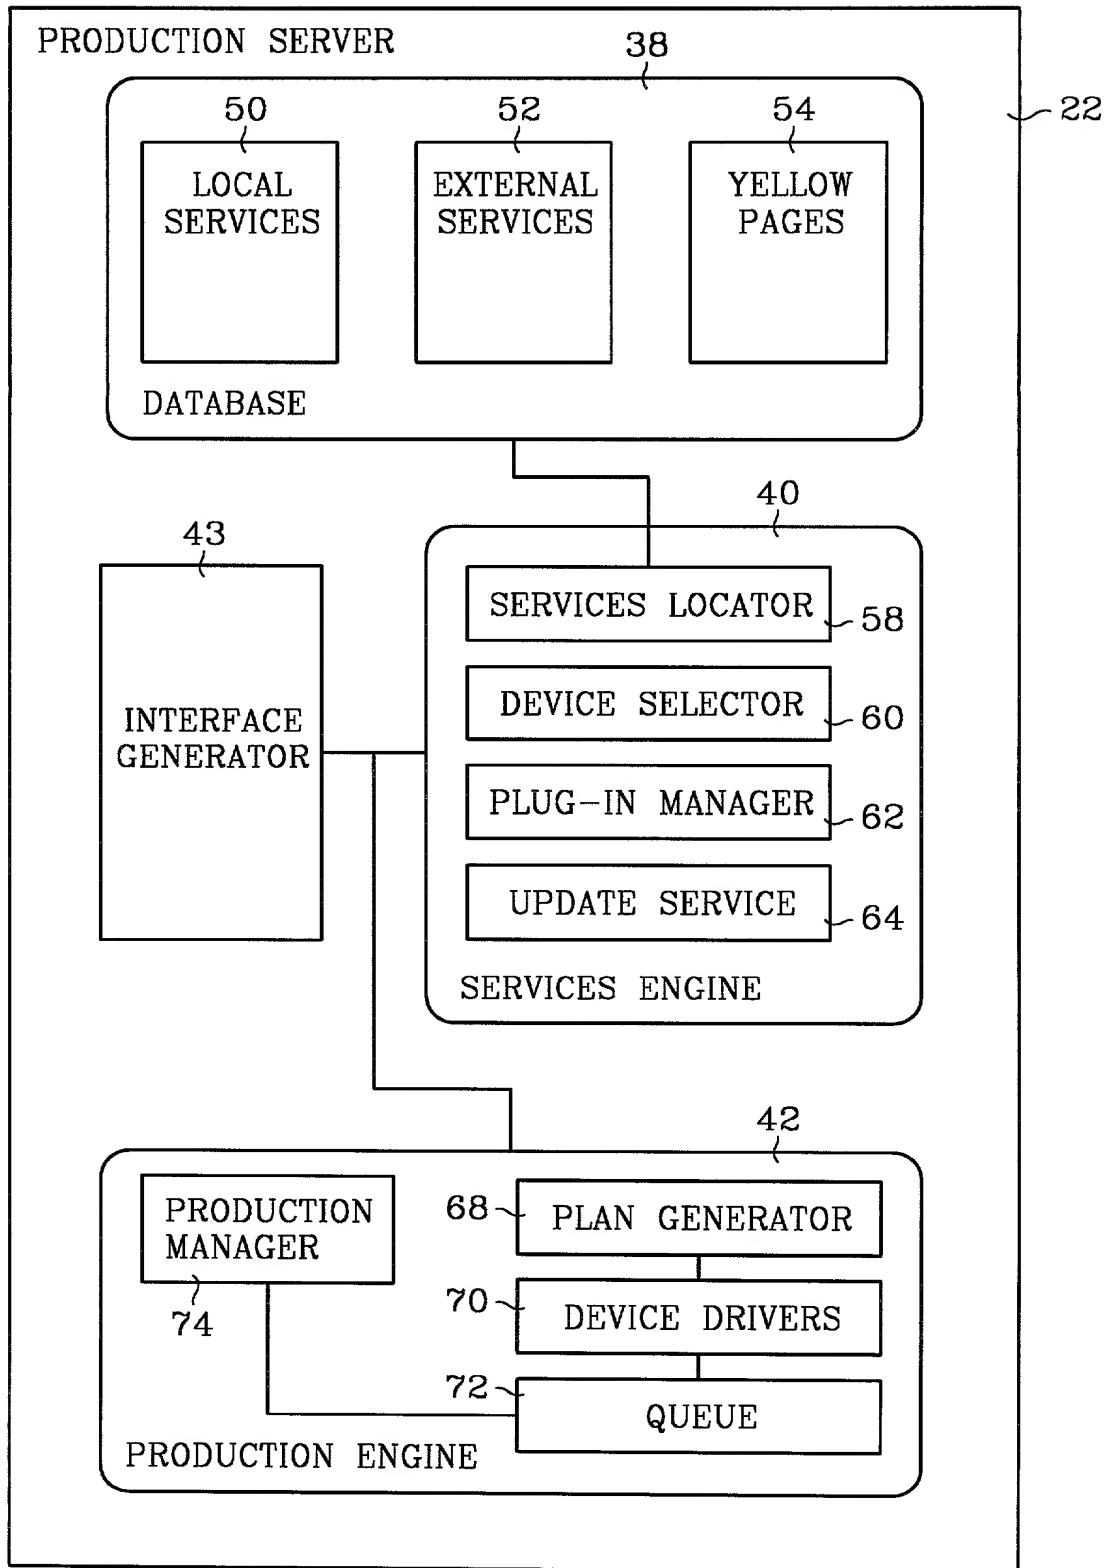 PRODUCTION SERVER
38
22
50
52
54
LOCAL
SERVICES
EXTERNAL
SERVICES
YELLOW
PAGES
DATABASE
43
40
INTERFACE
GENERATOR
SERVICES LOCATOR
58
DEVICE SELECTOR
60
PLUG-IN MANAGER
62
UPDATE SERVICE
64
SERVICES ENGINE
42
PRODUCTION
MANAGER
74
68
PLAN GENERATOR
70
DEVICE DRIVERS
72
QUEUE
PRODUCTION ENGINE